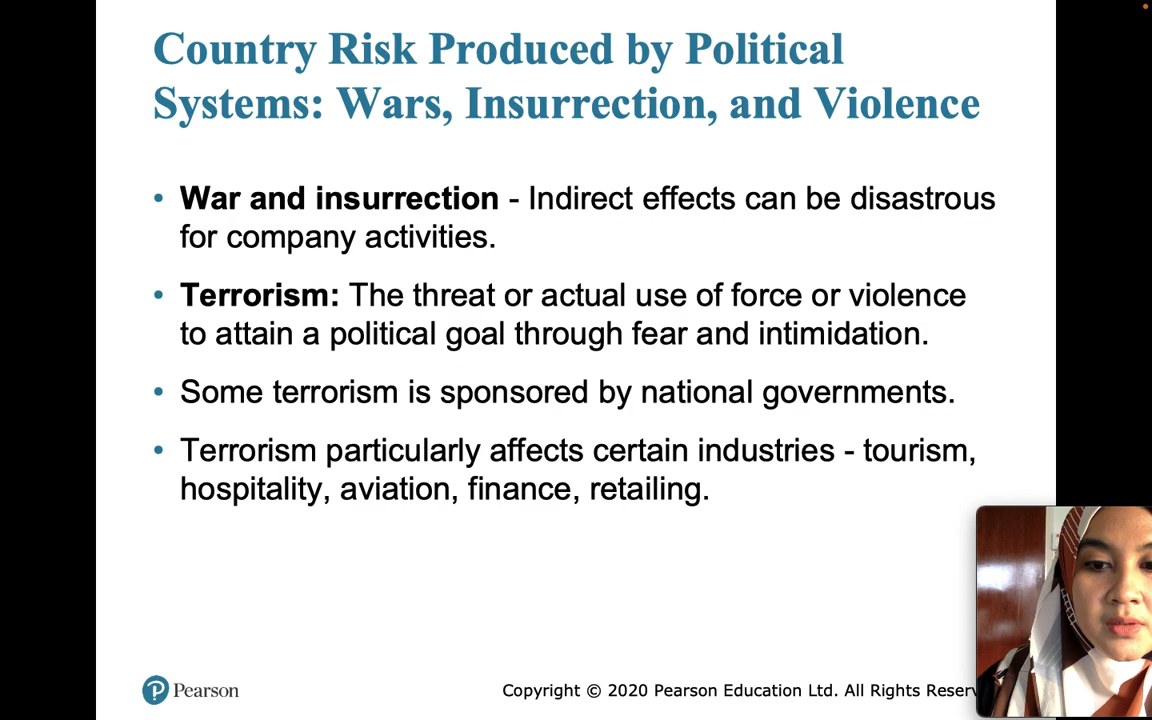 Country Risk Produced by Political
Systems: Wars, Insurrection, and Violence
• War and insurrection - Indirect effects can be disastrous
for company activities.
• Terrorism: The threat or actual use of force or violence
to attain a political goal through fear and intimidation.
• Some terrorism is sponsored by national governments.
• Terrorism particularly affects certain industries - tourism,
hospitality, aviation, finance, retailing.
P Pearson
Copyright © 2020 Pearson Education Ltd. All Rights